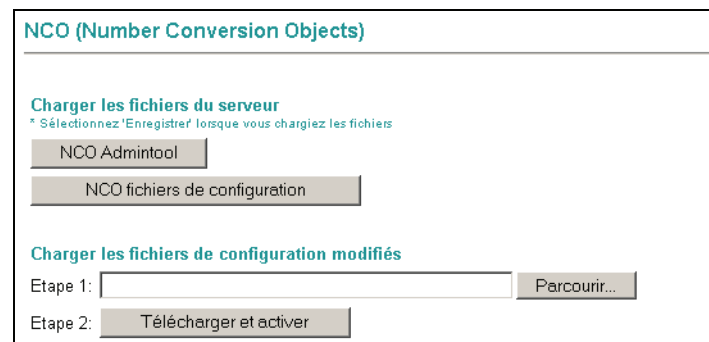 NCO (Number Conversion Objects)
Charger les fichiers du serveur
* Sélectionnez 'Enregistrer' lorsque vous chargiez les fichiers
NCO Admintool
NCO fichiers de configuration
Charger les fichiers de configuration modifiés
Etape 1: Parcourir...
Etape 2: Télécharger et activer